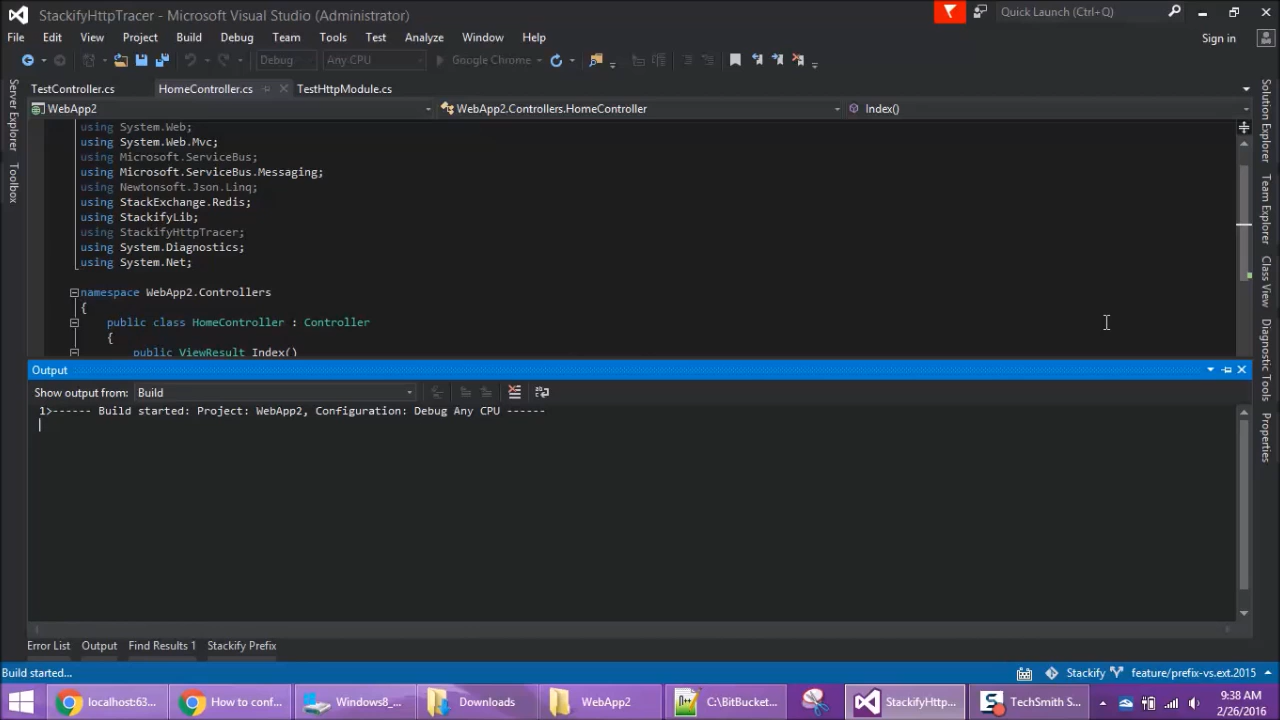 StackifyHttpTracer - Microsoft Visual Studio (Administrator)
Quick Launch (Ctrl+Q)
File Edit View Project Build Debug Team Tools Test Analyze Window Help
Sign in
Debug Any CPU Google Chrome
TestController.cs HomeController.cs TestHttpModule.cs
WebApp2 WebApp2.Controllers.HomeController Index()
Server Explorer
Toolbox
using System.Web;
using System.Web.Mvc;
using Microsoft.ServiceBus;
using Microsoft.ServiceBus.Messaging;
using Newtonsoft.Json.Linq;
using StackExchange.Redis;
using StackifyLib;
using StackifyHttpTracer;
using System.Diagnostics;
using System.Net;
namespace WebApp2.Controllers
{
public class HomeController : Controller
{
public ViewResult Index()
Solution Explorer
Team Explorer
Class View
Diagnostic Tools
Properties
Output
Show output from: Build
1>------ Build started: Project: WebApp2, Configuration: Debug Any CPU ------
Error List Output Find Results 1 Stackify Prefix
Build started...
Stackify feature/prefix-vs.ext.2015
localhost:63... How to conf... Windows8_... Downloads WebApp2 C:\BitBucket... StackifyHttp... TechSmith S...
9:38 AM
2/26/2016